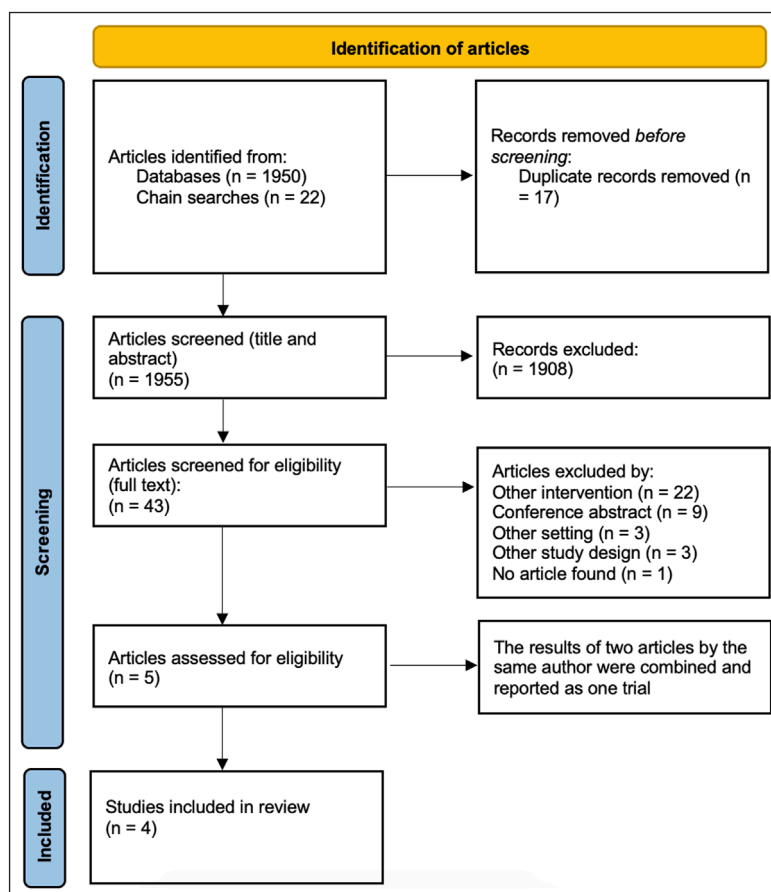 Identification of articles
Identification
Articles identified from:
Databases (n = 1950)
Chain searches (n = 22)
Records removed before
screening:
Duplicate records removed (n
= 17)
Screening
Articles screened (title and
abstract)
(n = 1955)
Records excluded:
(n = 1908)
Articles screened for eligibility
(full text):
(n = 43)
Articles excluded by:
Other intervention (n = 22)
Conference abstract (n = 9)
Other setting (n = 3)
Other study design (n = 3)
No article found (n = 1)
Articles assessed for eligibility
(n = 5)
The results of two articles by the
same author were combined and
reported as one trial
Included
Studies included in review
(n = 4)